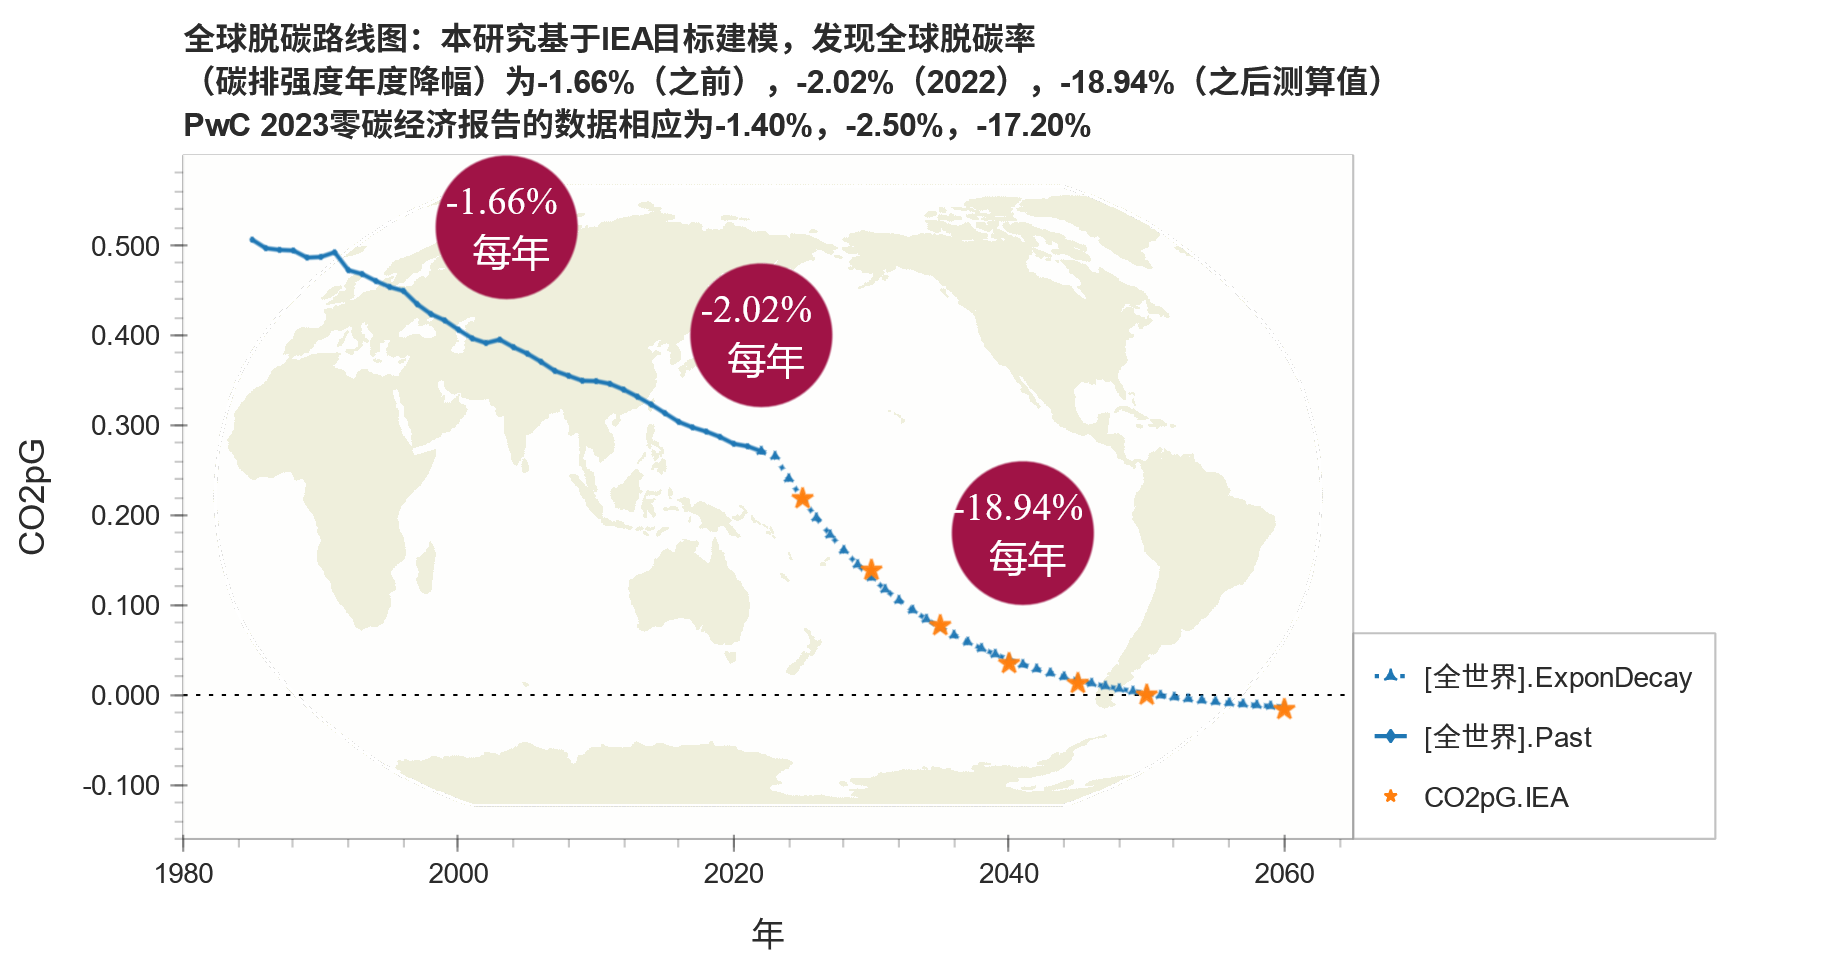 全球脱碳路线图：本研究基于IEA目标建模，发现全球脱碳率
（碳排强度年度降幅）为-1.66%（之前），-2.02%（2022），-18.94%（之后测算值）
PwC 2023零碳经济报告的数据相应为-1.40%，-2.50%，-17.20%
-1.66%
每年
-2.02%
每年
-18.94%
每年
CO2pG
0.500
0.400
0.300
0.200
0.100
0.000
-0.100
1980
2000
2020
2040
2060
年
[全世界].ExponDecay
[全世界].Past
CO2pG.IEA